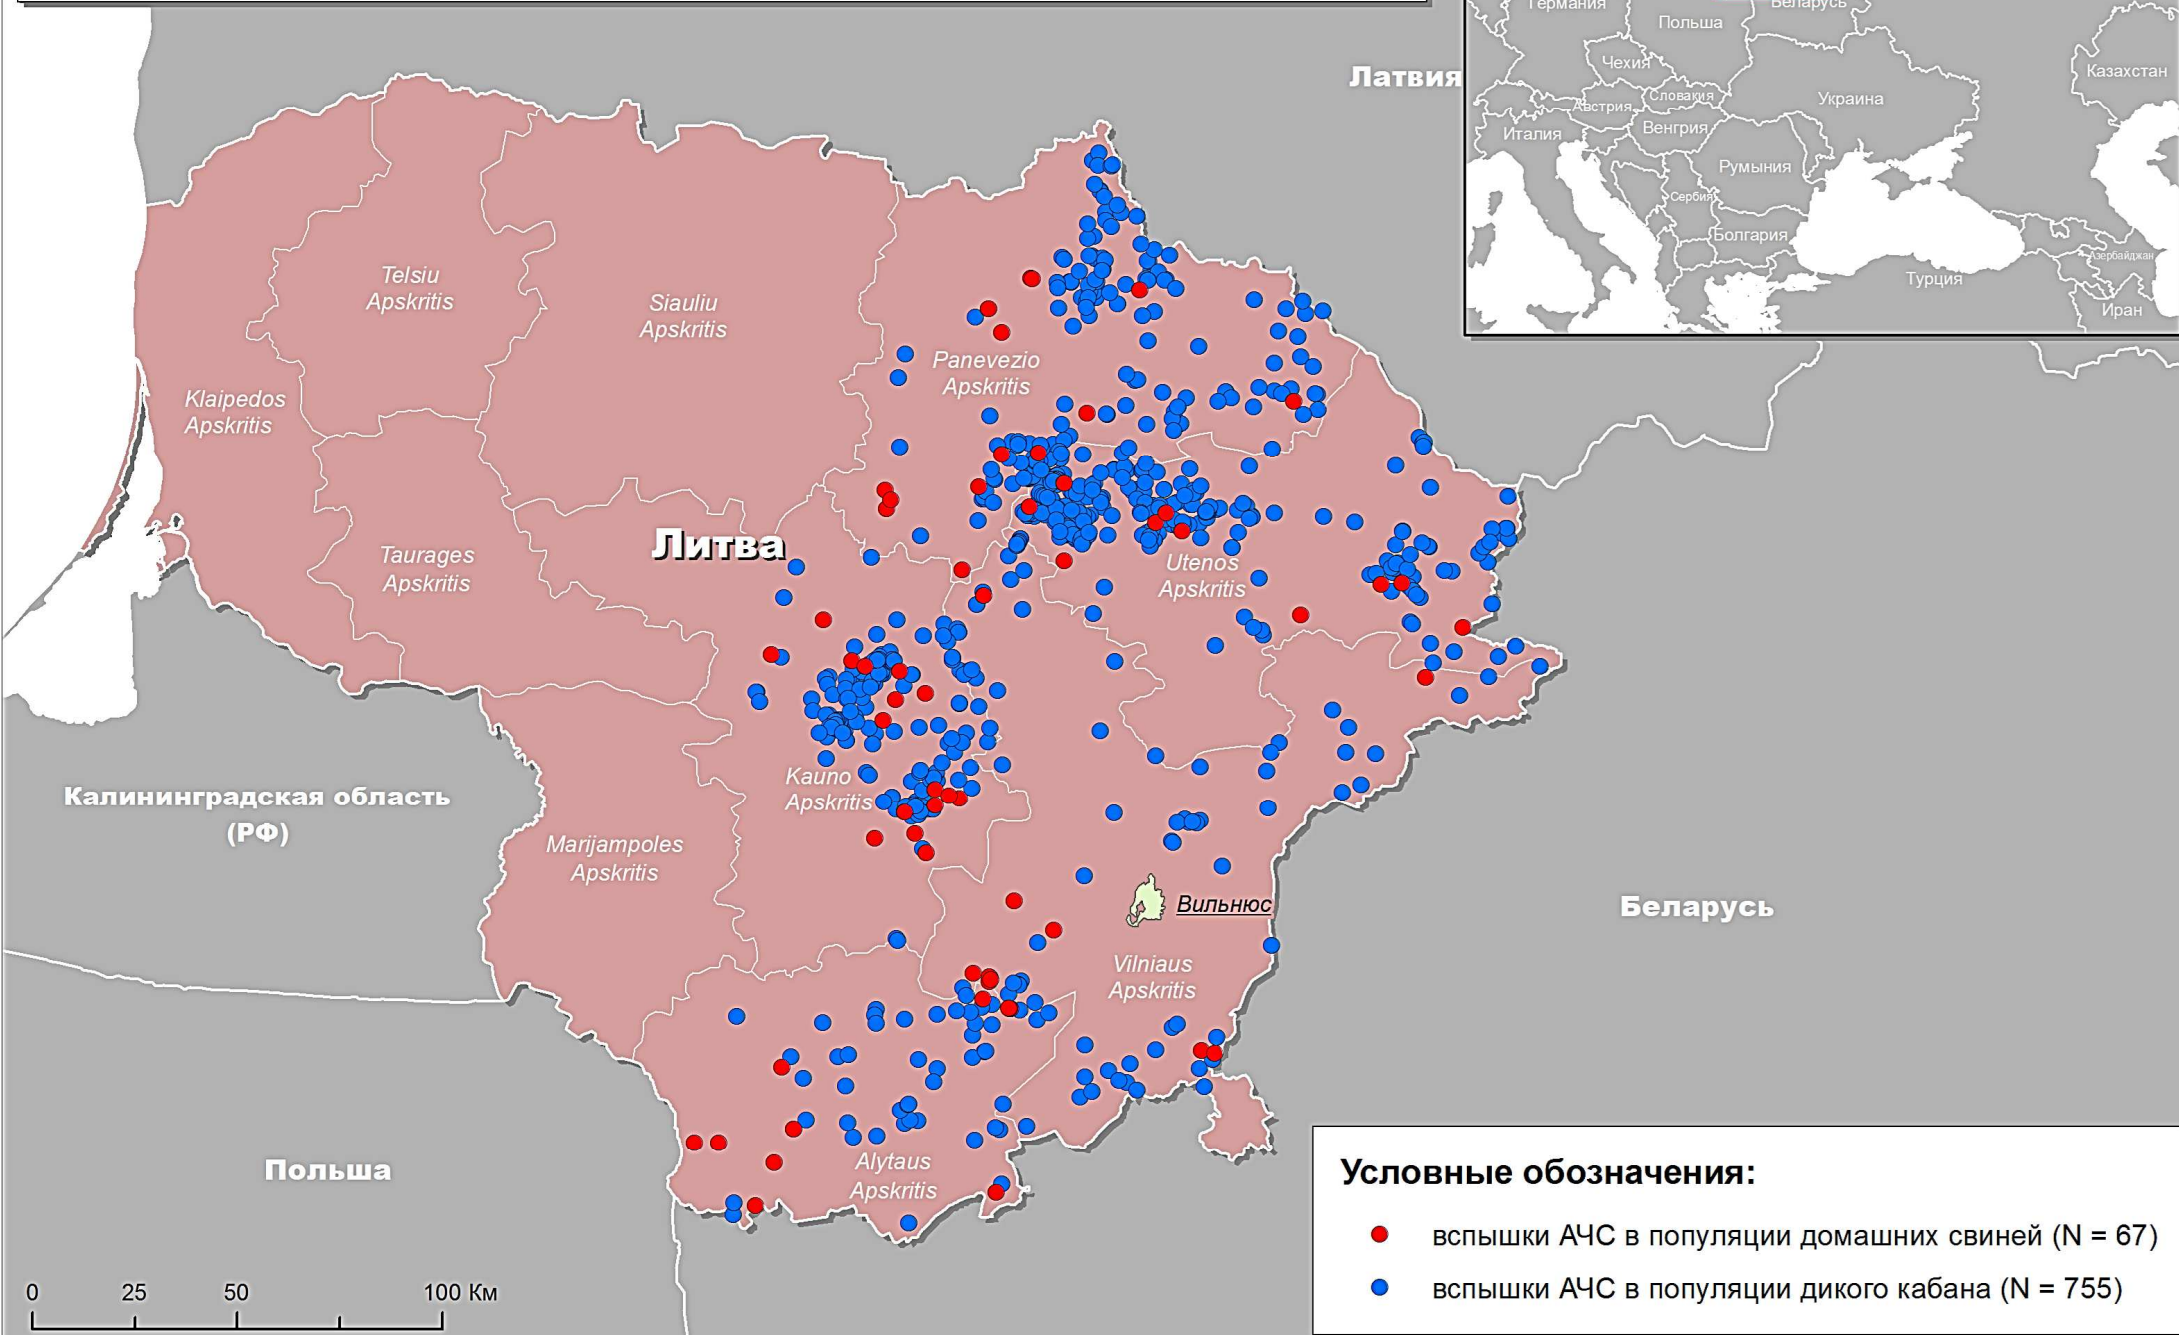 Германия
Польша
Беларусь
Чехия
Словакия
Австрия
Украина
Казахстан
Италия
Венгрия
Румыния
Сербия
Болгария
Турция
Азербайджан
Иран
Латвия
Telsiu
Apskritis
Siauliu
Apskritis
Panevezio
Apskritis
Klaipedos
Apskritis
Литва
Taurages
Apskritis
Utenos
Apskritis
Калининградская область
(РФ)
Kauno
Apskritis
Marijampoles
Apskritis
Вильнюс
Беларусь
Vilniaus
Apskritis
Польша
Alytaus
Apskritis
Условные обозначения:
вспышки АЧС в популяции домашних свиней (N = 67)
вспышки АЧС в популяции дикого кабана (N = 755)
0 25 50 100 Км